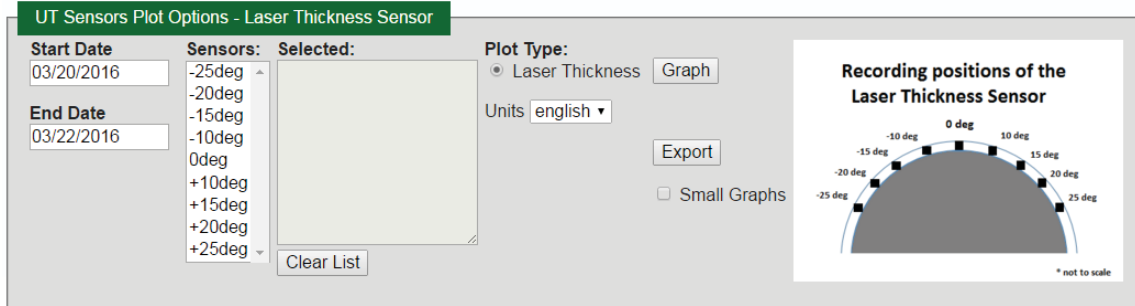 UT Sensors Plot Options - Laser Thickness Sensor
Start Date
03/20/2016
End Date
03/22/2016
Sensors:
-25deg
-20deg
-15deg
-10deg
0deg
+10deg
+15deg
+20deg
+25deg
Selected:
Clear List
Plot Type:
Laser Thickness
Graph
Units english
Export
Small Graphs
Recording positions of the
Laser Thickness Sensor
0 deg
-10 deg
10 deg
-15 deg
15 deg
-20 deg
20 deg
-25 deg
25 deg
* not to scale